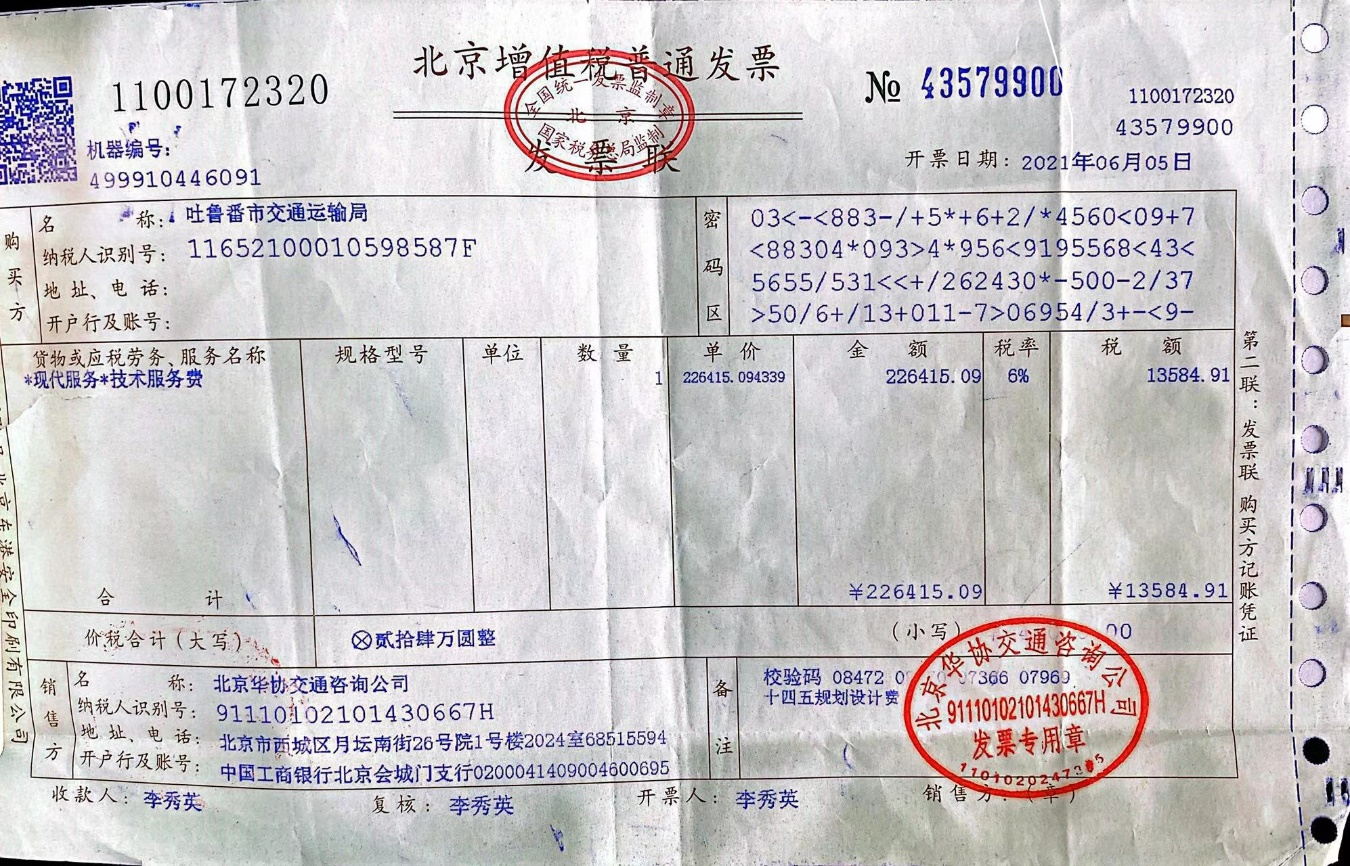 北京增值税普通发票
发票联
全国统一发票监制章
北京
国家税务总局监制
1100172320
№ 43579900
1100172320
43579900
机器编号:
499910446091
开票日期: 2021年06月05日
购买方
名 称: 吐鲁番市交通运输局
纳税人识别号: 11652100010598587F
地址、电话:
开户行及账号:
密码区
03<-<883-/+5*+6+2/*4560<09+7
<88304*093>4*956<9195568<43<
5655/531<<+/262430*-500-2/37
>50/6+/13+011-7>06954/3+-<9-
货物或应税劳务、服务名称 规格型号 单位 数量 单价 金额 税率 税额
*现代服务*技术服务费 1 226415.094339 226415.09 6% 13584.91
合计 ¥226415.09 ¥13584.91
价税合计(大写) ⊗贰拾肆万圆整 (小写) 00
销售方
名 称: 北京华协交通咨询公司
纳税人识别号: 91110102101430667H
地址、电话: 北京市西城区月坛南街26号院1号楼2024室68515594
开户行及账号: 中国工商银行北京会城门支行0200041409004600695
备注
校验码 08472 7366 07969
十四五规划设计费
北京华协交通咨询公司
91110102101430667H
发票专用章
收款人: 李秀英 复核: 李秀英 开票人: 李秀英 销售方:(章)
第二联:发票联 购买方记账凭证
北京东港安全印刷有限公司